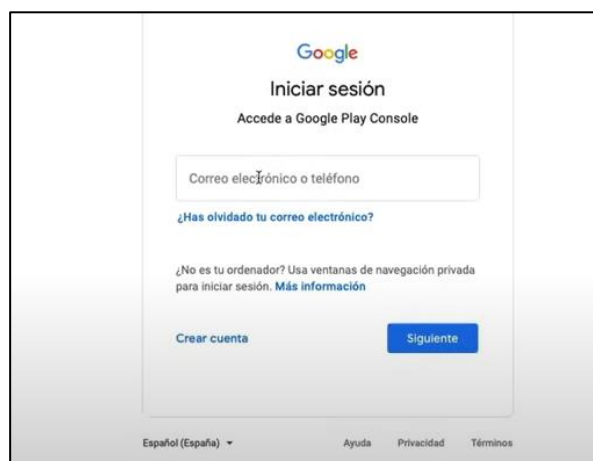 Google
Iniciar sesión
Accede a Google Play Console
Correo electrónico o teléfono
¿Has olvidado tu correo electrónico?
¿No es tu ordenador? Usa ventanas de navegación privada
para iniciar sesión. Más información
Crear cuenta
Siguiente
Español (España)
Ayuda
Privacidad
Términos